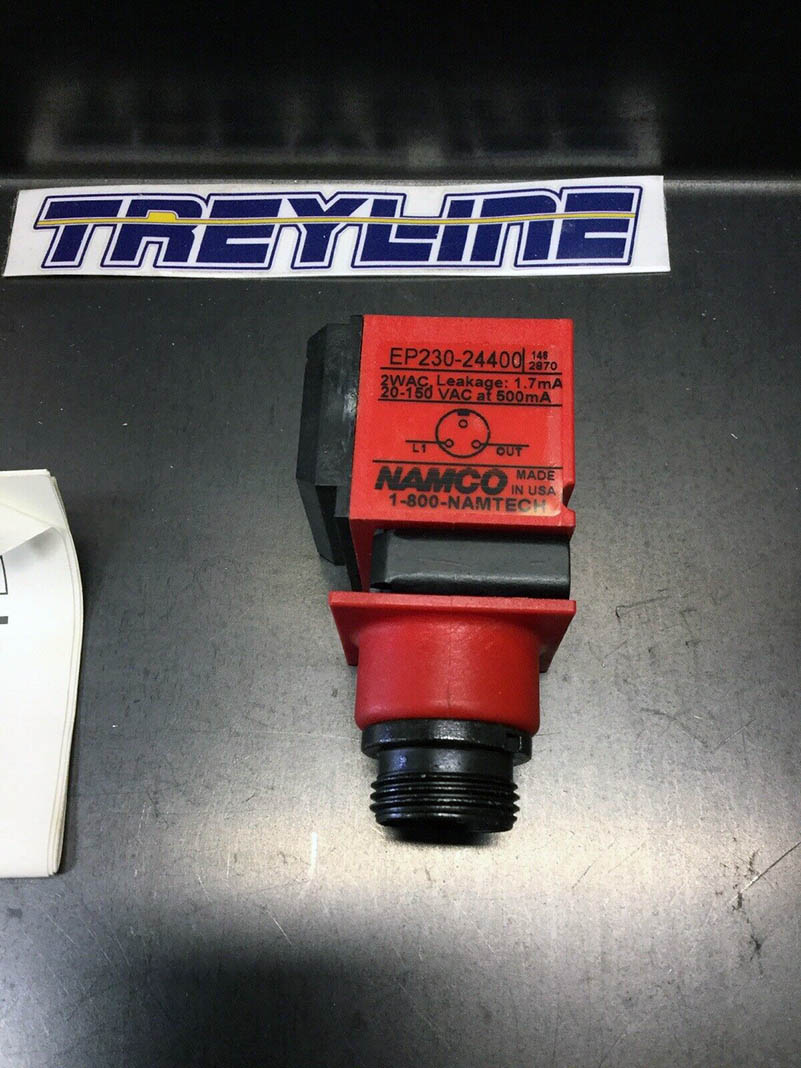 TREYLINE
EP230-24400 146
2870
2WAC, Leakage: 1.7mA
20-150 VAC at 500mA
L1 OUT
NAMCO MADE
IN USA
1-800-NAMTECH